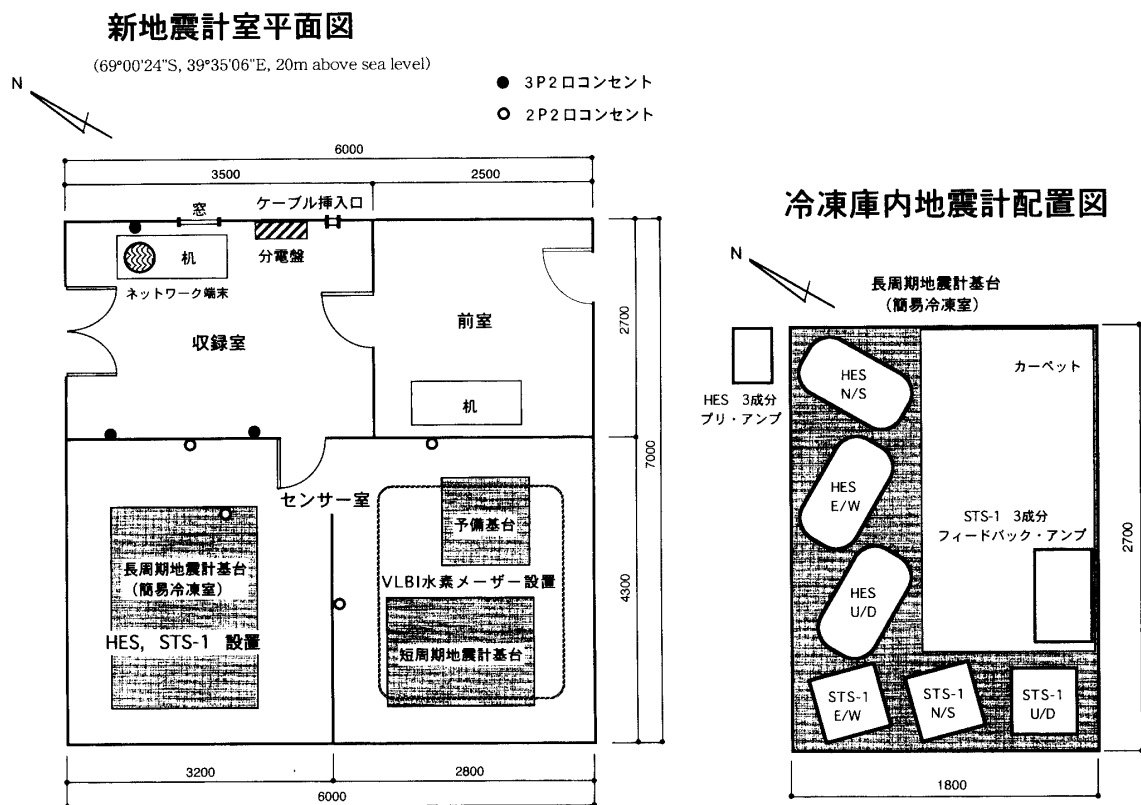 新地震計室平面図
(69°00'24"S, 39°35'06"E, 20m above sea level)
N
3P2口コンセント
2P2口コンセント
6000
3500
2500
窓
ケーブル挿入口
机
分電盤
ネットワーク端末
収録室
前室
机
2700
7000
センサー室
予備基台
長周期地震計基台
(簡易冷凍室)
VLBI水素メーザー設置
HES, STS-1 設置
短周期地震計基台
4300
3200
2800
6000
冷凍庫内地震計配置図
N
長周期地震計基台
(簡易冷凍室)
カーペット
HES
N/S
HES 3成分
プリ・アンプ
HES
E/W
STS-1 3成分
フィードバック・アンプ
HES
U/D
STS-1
E/W
STS-1
N/S
STS-1
U/D
2700
1800